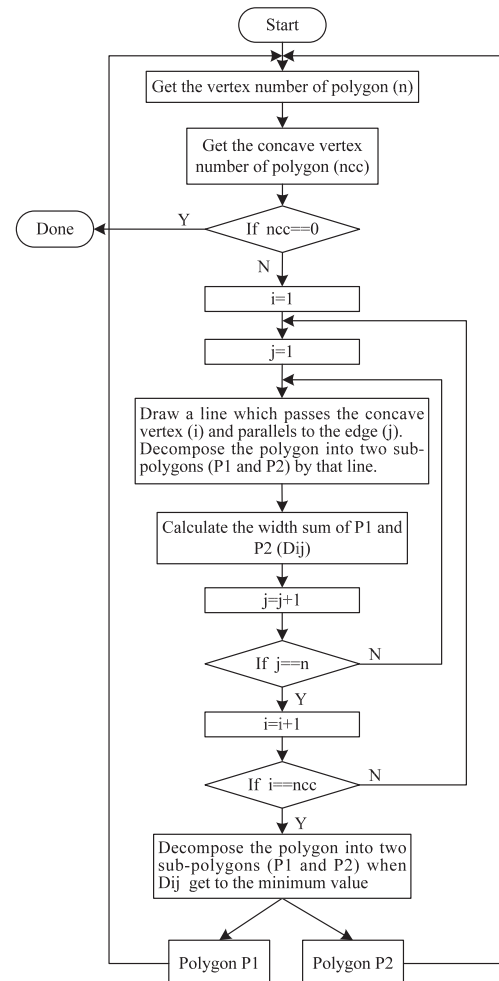 Start
Get the vertex number of polygon (n)
Get the concave vertex
number of polygon (ncc)
If ncc==0
Y
Done
N
i=1
j=1
Draw a line which passes the concave
vertex (i) and parallels to the edge (j).
Decompose the polygon into two sub-
polygons (P1 and P2) by that line.
Calculate the width sum of P1 and
P2 (Dij)
j=j+1
If j==n
N
Y
i=i+1
If i==ncc
N
Y
Decompose the polygon into two
sub-polygons (P1 and P2) when
Dij get to the minimum value
Polygon P1
Polygon P2